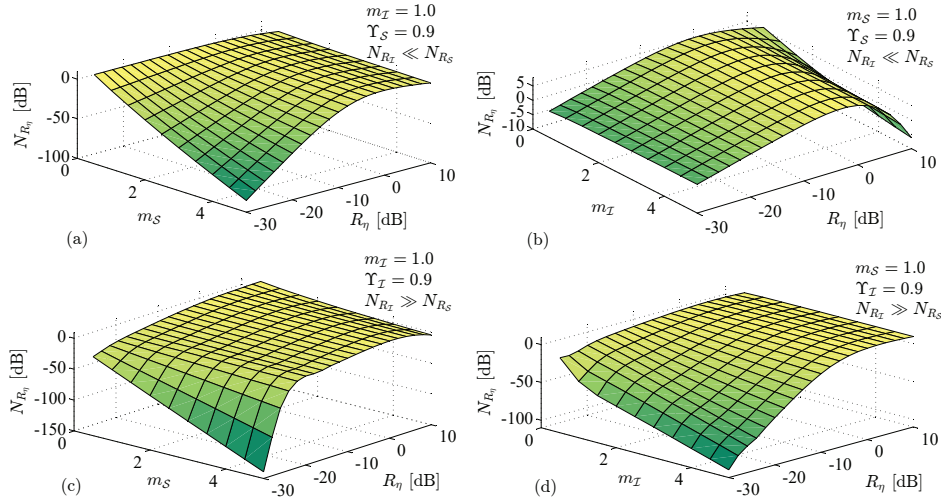 m_I = 1.0
Υ_S = 0.9
N_{R_I} ≪ N_{R_S}
N_{R_η} [dB]
0
-50
-100
0
2
4
m_S
-30
-20
-10
0
10
R_η [dB]
(a)
m_S = 1.0
Υ_S = 0.9
N_{R_I} ≪ N_{R_S}
N_{R_η} [dB]
5
0
-5
-10
0
2
4
m_I
-30
-20
-10
0
10
R_η [dB]
(b)
m_I = 1.0
Υ_I = 0.9
N_{R_I} ≫ N_{R_S}
N_{R_η} [dB]
0
-50
-100
-150
0
2
4
m_S
-30
-20
-10
0
10
R_η [dB]
(c)
m_S = 1.0
Υ_I = 0.9
N_{R_I} ≫ N_{R_S}
N_{R_η} [dB]
0
-50
-100
0
2
4
m_I
-30
-20
-10
0
10
R_η [dB]
(d)